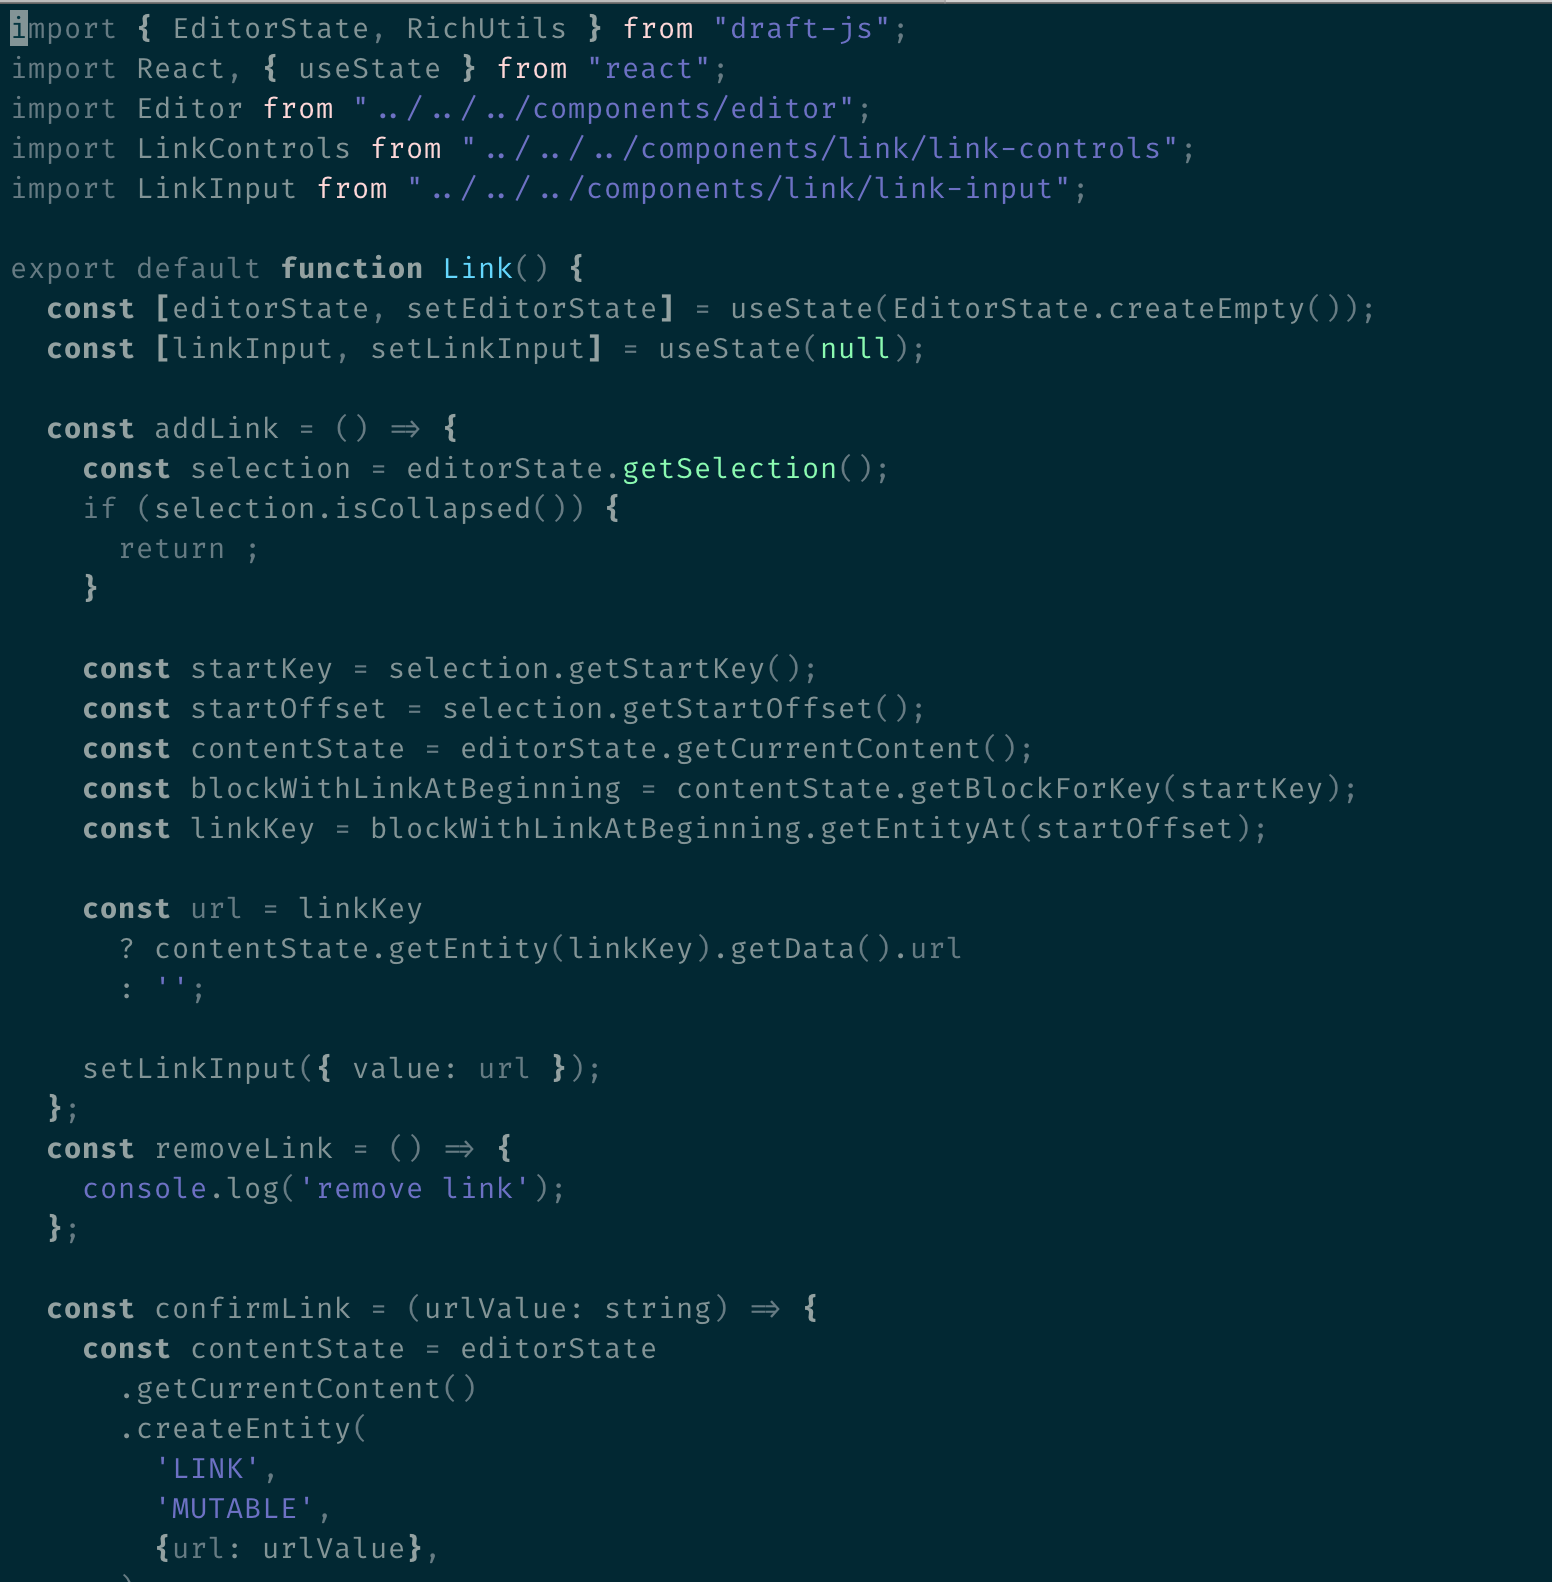 import { EditorState, RichUtils } from "draft-js";
import React, { useState } from "react";
import Editor from "../../../components/editor";
import LinkControls from "../../../components/link/link-controls";
import LinkInput from "../../../components/link/link-input";

export default function Link() {
  const [editorState, setEditorState] = useState(EditorState.createEmpty());
  const [linkInput, setLinkInput] = useState(null);

  const addLink = () => {
    const selection = editorState.getSelection();
    if (selection.isCollapsed()) {
      return ;
    }

    const startKey = selection.getStartKey();
    const startOffset = selection.getStartOffset();
    const contentState = editorState.getCurrentContent();
    const blockWithLinkAtBeginning = contentState.getBlockForKey(startKey);
    const linkKey = blockWithLinkAtBeginning.getEntityAt(startOffset);

    const url = linkKey
      ? contentState.getEntity(linkKey).getData().url
      : '';

    setLinkInput({ value: url });
  };
  const removeLink = () => {
    console.log('remove link');
  };

  const confirmLink = (urlValue: string) => {
    const contentState = editorState
      .getCurrentContent()
      .createEntity(
        'LINK',
        'MUTABLE',
        {url: urlValue},
      )